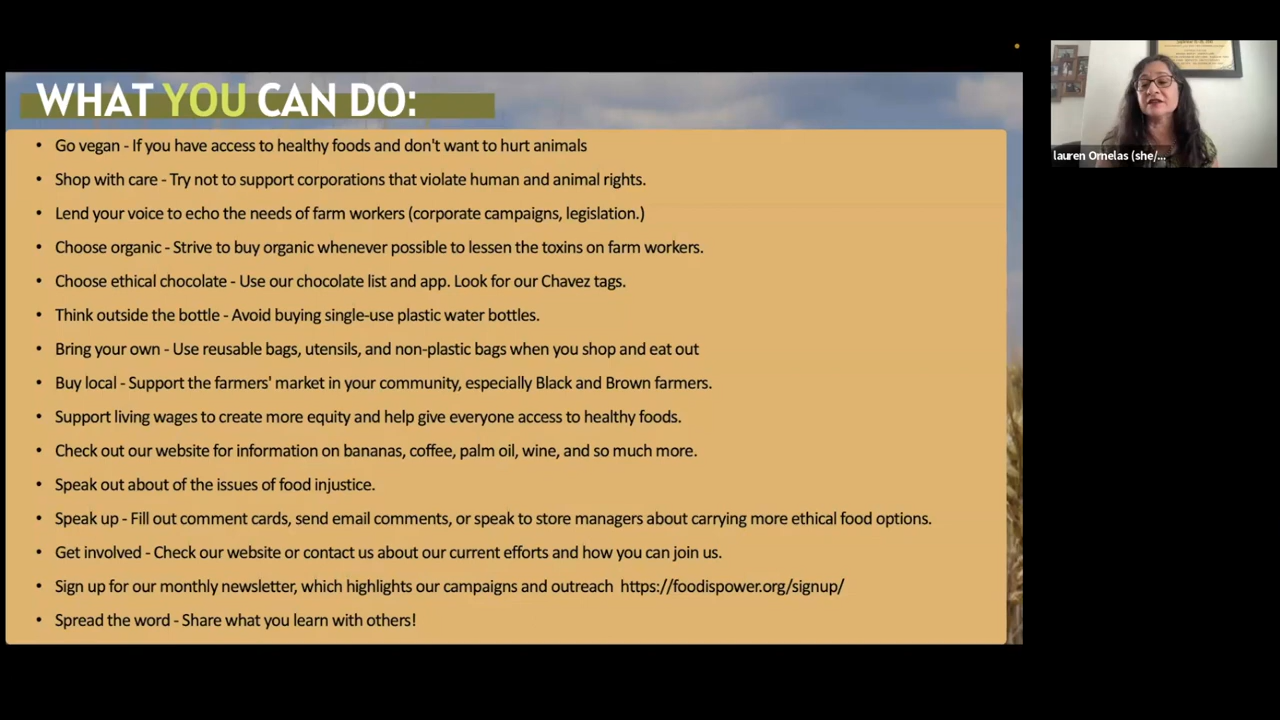 WHAT YOU CAN DO:
• Go vegan - If you have access to healthy foods and don't want to hurt animals
• Shop with care - Try not to support corporations that violate human and animal rights.
• Lend your voice to echo the needs of farm workers (corporate campaigns, legislation.)
• Choose organic - Strive to buy organic whenever possible to lessen the toxins on farm workers.
• Choose ethical chocolate - Use our chocolate list and app. Look for our Chavez tags.
• Think outside the bottle - Avoid buying single-use plastic water bottles.
• Bring your own - Use reusable bags, utensils, and non-plastic bags when you shop and eat out
• Buy local - Support the farmers' market in your community, especially Black and Brown farmers.
• Support living wages to create more equity and help give everyone access to healthy foods.
• Check out our website for information on bananas, coffee, palm oil, wine, and so much more.
• Speak out about of the issues of food injustice.
• Speak up - Fill out comment cards, send email comments, or speak to store managers about carrying more ethical food options.
• Get involved - Check our website or contact us about our current efforts and how you can join us.
• Sign up for our monthly newsletter, which highlights our campaigns and outreach https://foodispower.org/signup/
• Spread the word - Share what you learn with others!
lauren Ornelas (she/...